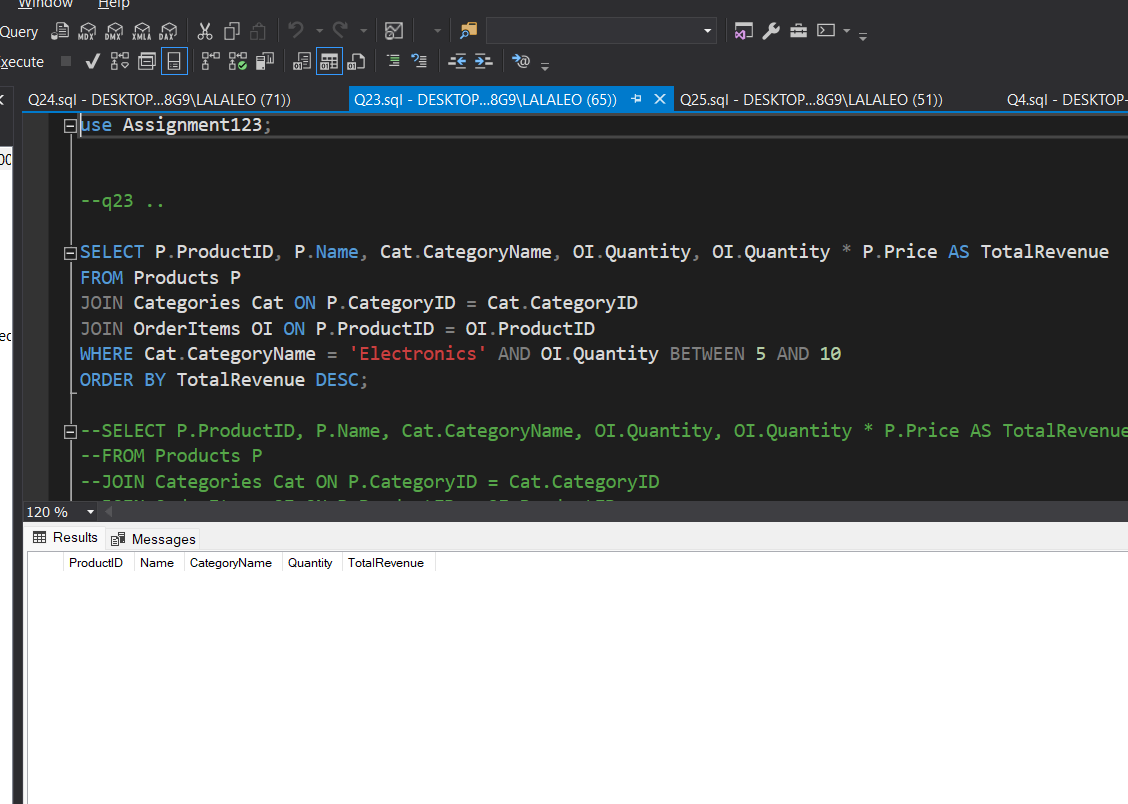 Window Help
Query MDX DMX XMLA DAX
xecute
Q24.sql - DESKTOP...8G9\LALALEO (71)) Q23.sql - DESKTOP...8G9\LALALEO (65)) Q25.sql - DESKTOP...8G9\LALALEO (51)) Q4.sql - DESKTOP-
use Assignment123;
--q23 ..
SELECT P.ProductID, P.Name, Cat.CategoryName, OI.Quantity, OI.Quantity * P.Price AS TotalRevenue
FROM Products P
JOIN Categories Cat ON P.CategoryID = Cat.CategoryID
JOIN OrderItems OI ON P.ProductID = OI.ProductID
WHERE Cat.CategoryName = 'Electronics' AND OI.Quantity BETWEEN 5 AND 10
ORDER BY TotalRevenue DESC;
--SELECT P.ProductID, P.Name, Cat.CategoryName, OI.Quantity, OI.Quantity * P.Price AS TotalRevenue
--FROM Products P
--JOIN Categories Cat ON P.CategoryID = Cat.CategoryID
120 %
Results Messages
ProductID Name CategoryName Quantity TotalRevenue